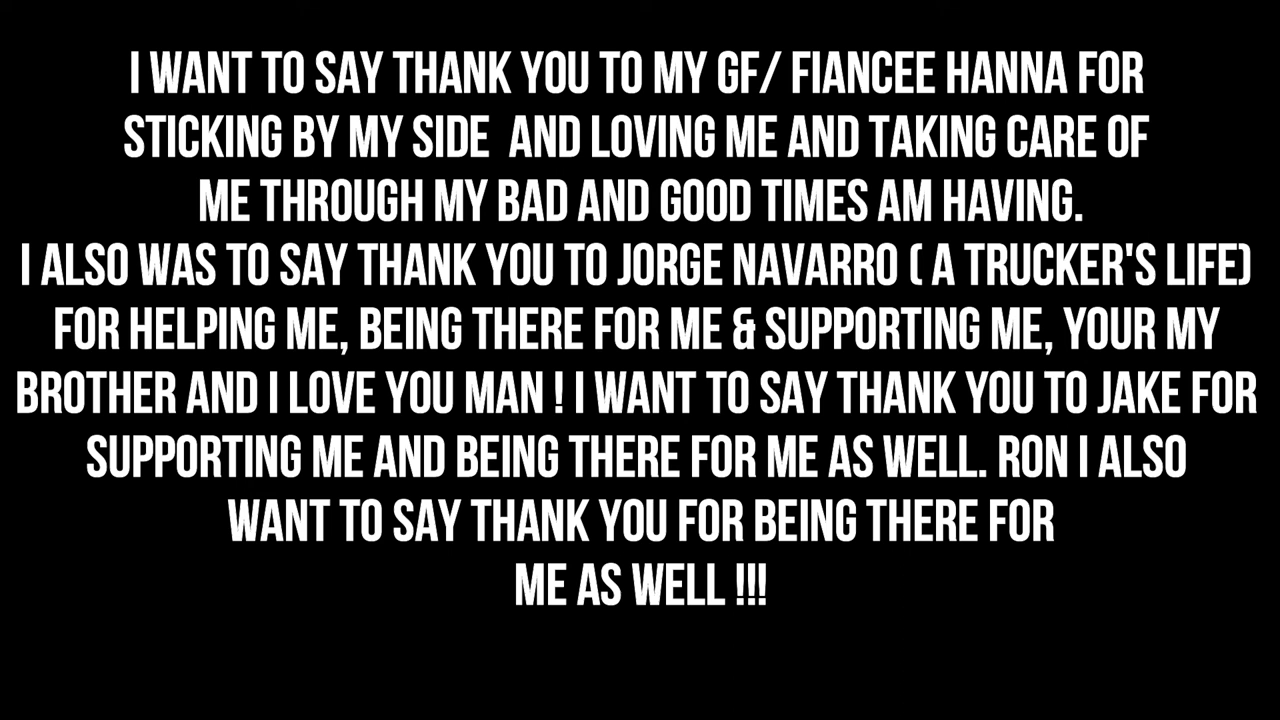 I WANT TO SAY THANK YOU TO MY GF/ FIANCEE HANNA FOR
STICKING BY MY SIDE  AND LOVING ME AND TAKING CARE OF
ME THROUGH MY BAD AND GOOD TIMES AM HAVING.
I ALSO WAS TO SAY THANK YOU TO JORGE NAVARRO ( A TRUCKER'S LIFE)
FOR HELPING ME, BEING THERE FOR ME & SUPPORTING ME, YOUR MY
BROTHER AND I LOVE YOU MAN ! I WANT TO SAY THANK YOU TO JAKE FOR
SUPPORTING ME AND BEING THERE FOR ME AS WELL. RON I ALSO
WANT TO SAY THANK YOU FOR BEING THERE FOR
ME AS WELL !!!